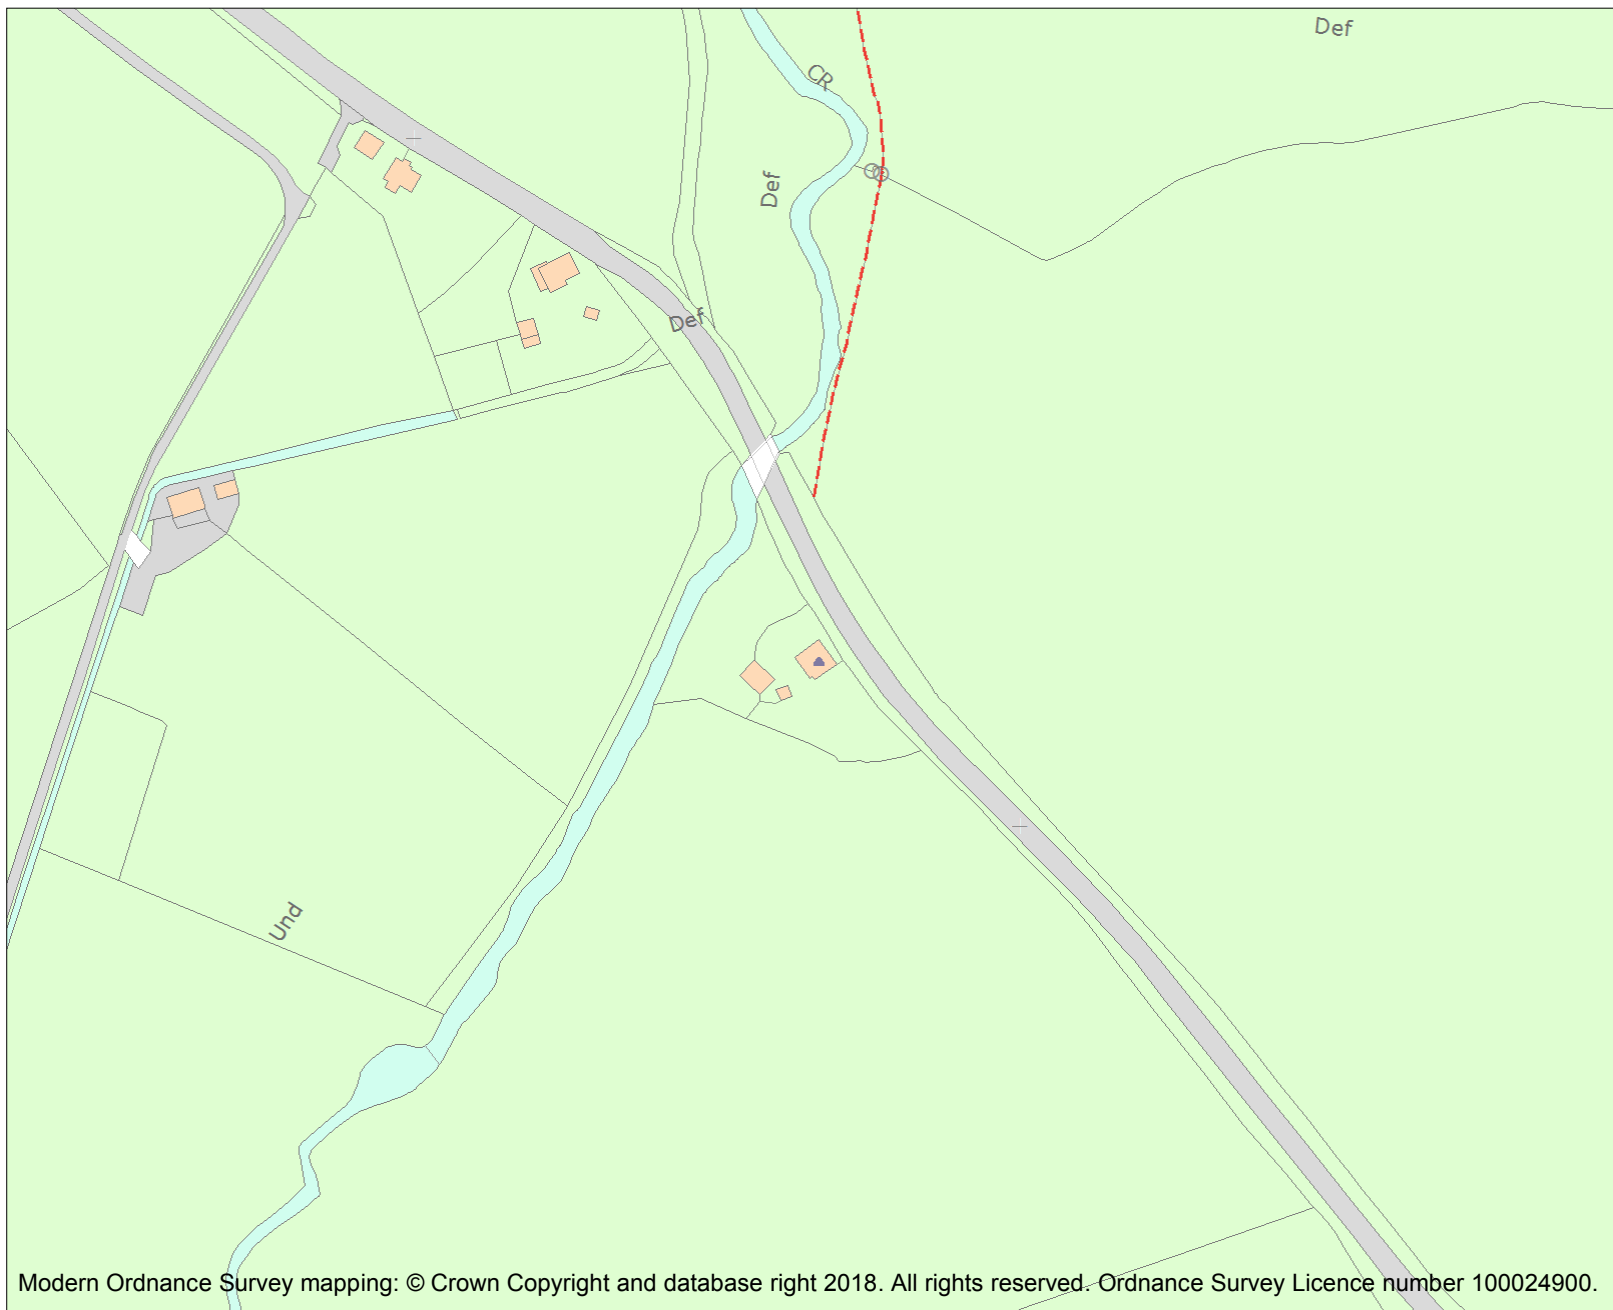 Def
CR
Def
Def
Und
Modern Ordnance Survey mapping: © Crown Copyright and database right 2018. All rights reserved. Ordnance Survey Licence number 100024900.